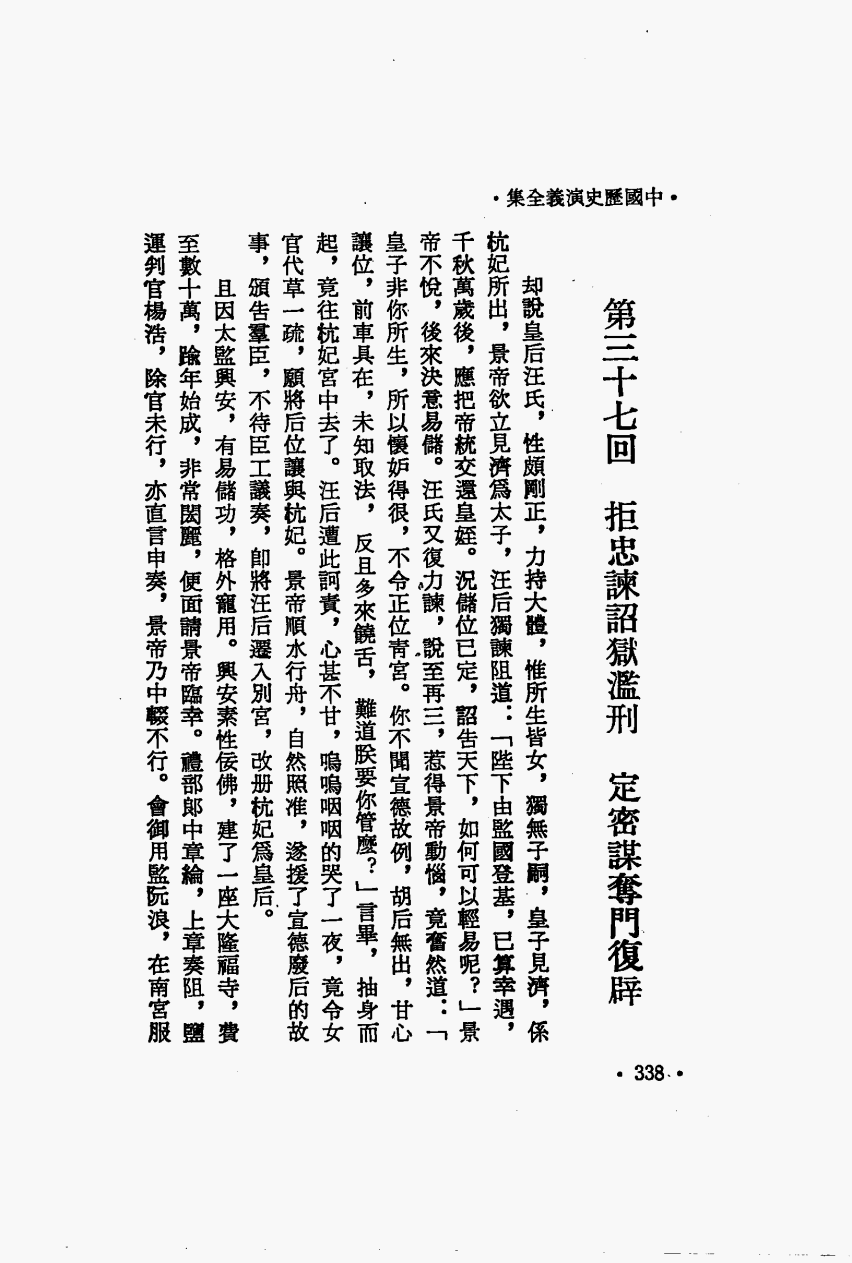 ・中國歷史演義全集・
第三十七回　拒忠諫詔獄濫刑　定密謀奪門復辟
却說皇后汪氏，性頗剛正，力持大體，惟所生皆女，獨無子嗣，皇子見濟，係
杭妃所出，景帝欲立見濟爲太子，汪后獨諫阻道：「陛下由監國登基，已算幸遇，
千秋萬歲後，應把帝統交還皇姪。況儲位已定，詔告天下，如何可以輕易呢？」景
帝不悅，後來決意易儲。汪氏又復力諫，說至再三，惹得景帝動惱，竟奮然道：「
皇子非你所生，所以懷妒得很，不令正位靑宮。你不聞宣德故例，胡后無出，甘心
讓位，前車具在，未知取法，反且多來饒舌，難道朕要你管麼？」言畢，抽身而
起，竟往杭妃宮中去了。汪后遭此訶責，心甚不甘，嗚嗚咽咽的哭了一夜，竟令女
官代草一疏，願將后位讓與杭妃。景帝順水行舟，自然照准，遂援了宣德廢后的故
事，頒告羣臣，不待臣工議奏，卽將汪后遷入別宮，改册杭妃爲皇后。
且因太監興安，有易儲功，格外寵用。興安素性佞佛，建了一座大隆福寺，費
至數十萬，踰年始成，非常閎麗，便面請景帝臨幸。禮部郞中章綸，上章奏阻，鹽
運判官楊浩，除官未行，亦直言申奏，景帝乃中輟不行。會御用監阮浪，在南宮服
・338・